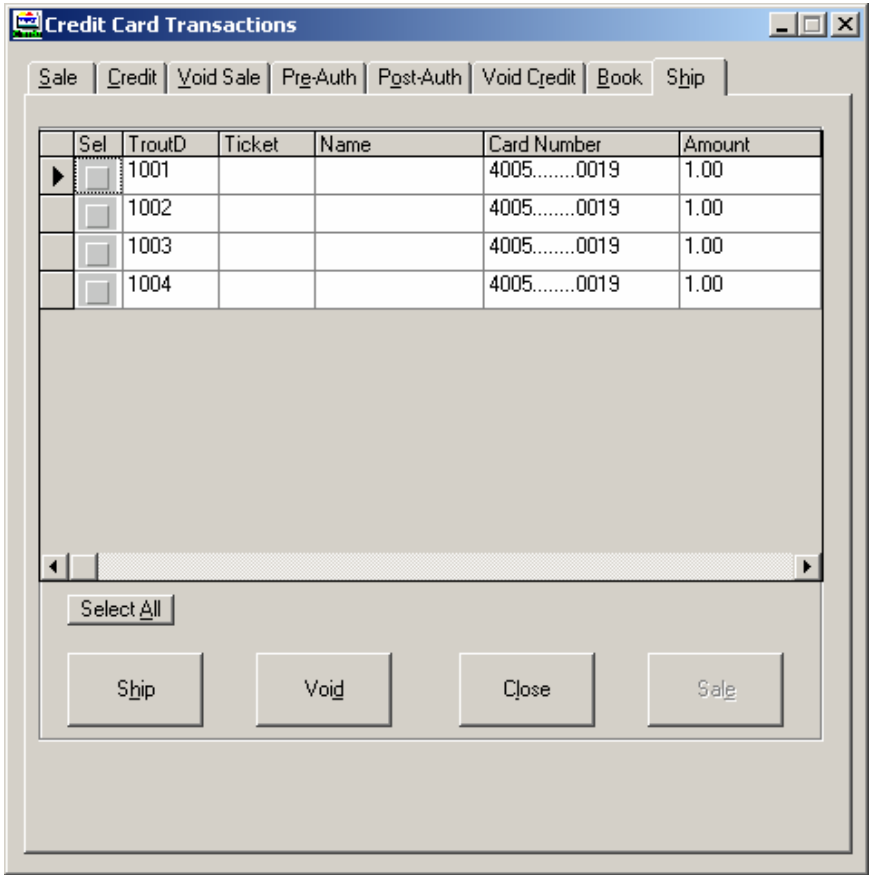 Credit Card Transactions
Sale Credit Void Sale Pre-Auth Post-Auth Void Credit Book Ship
Sel TroutD Ticket Name Card Number Amount
1001 4005........0019 1.00
1002 4005........0019 1.00
1003 4005........0019 1.00
1004 4005........0019 1.00
Select All
Ship Void Close Sale